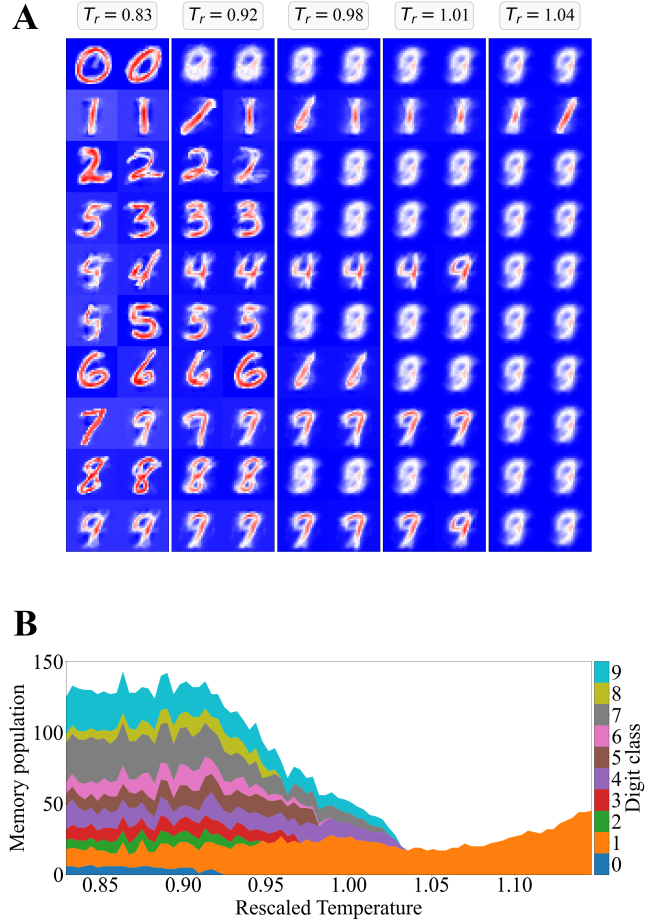 A
T_r = 0.83 T_r = 0.92 T_r = 0.98 T_r = 1.01 T_r = 1.04
B
150
100
50
0
Memory population
0.85 0.90 0.95 1.00 1.05 1.10
Rescaled Temperature
9
8
7
6
5
4
3
2
1
0
Digit class